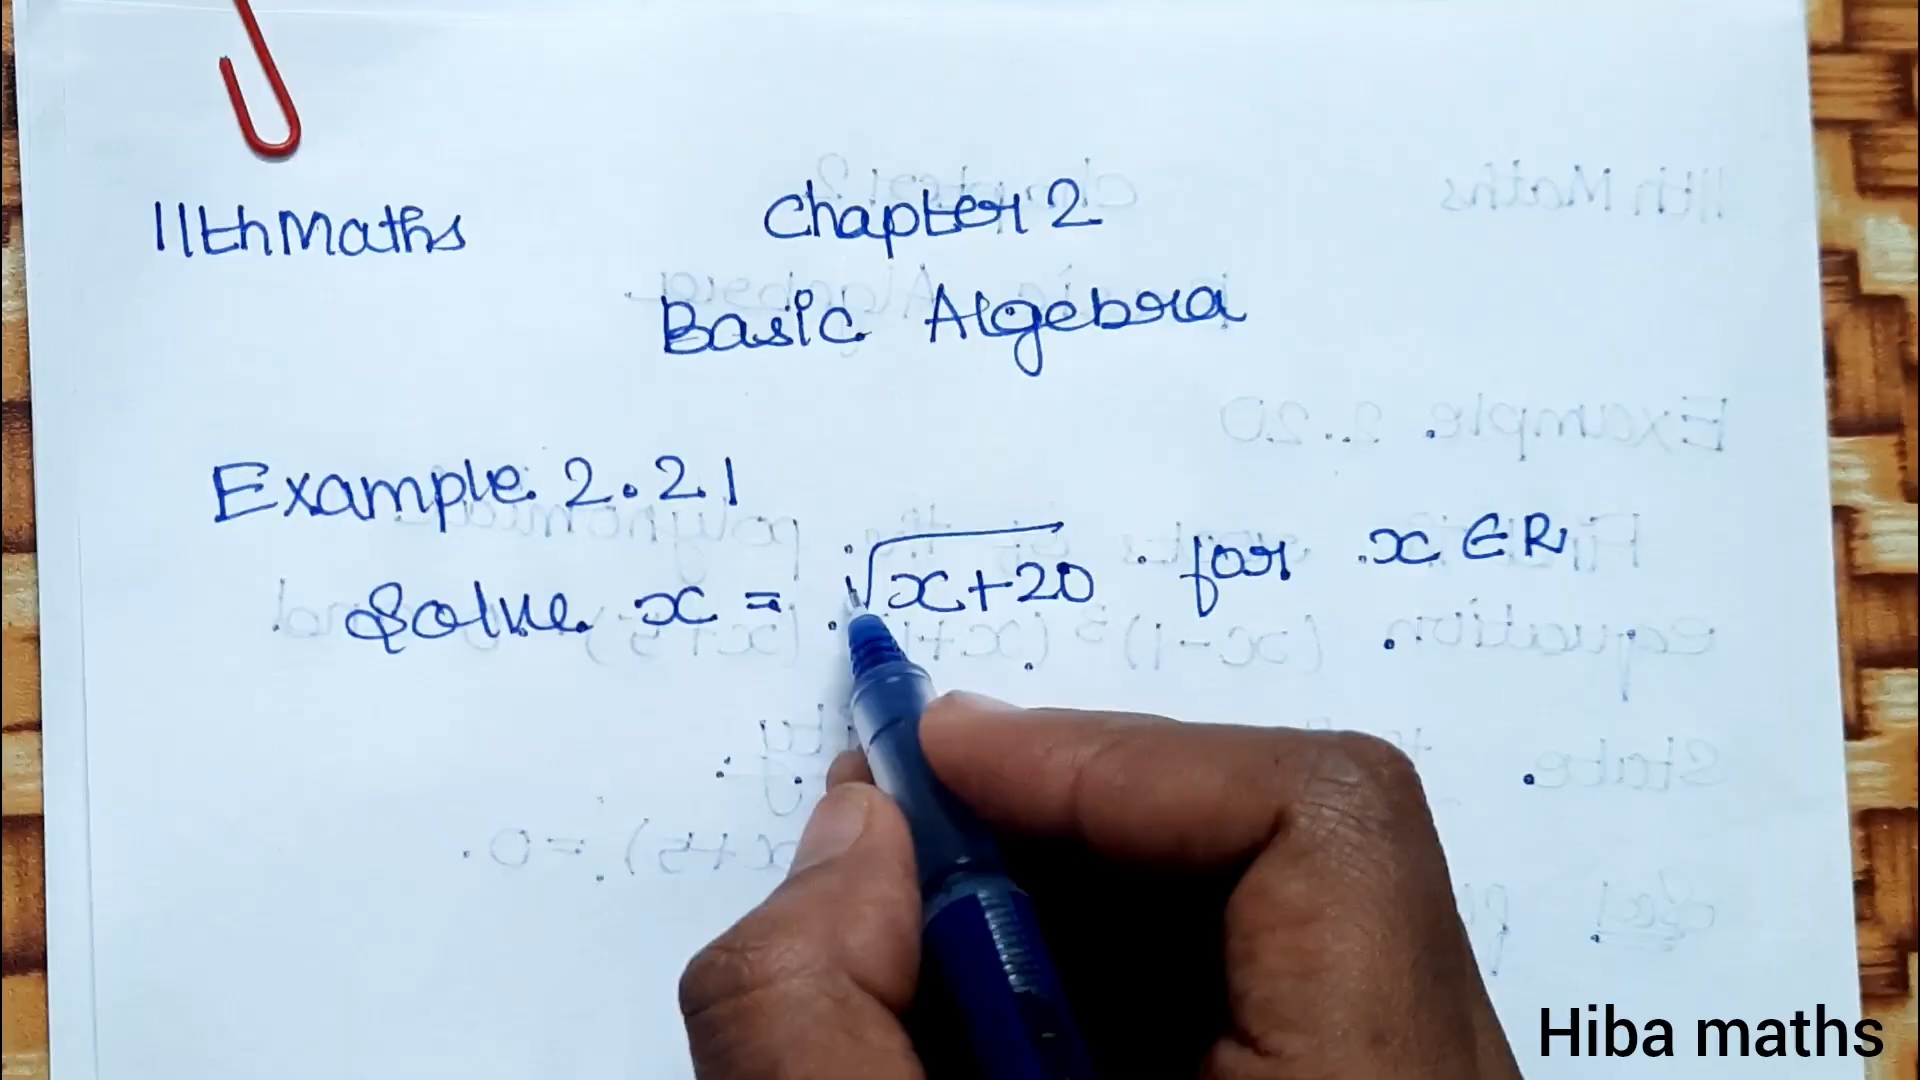 11th Maths
Chapter 2
Basic Algebra
Example 2.21
Solve x = √x+20 for x ∈ R
Hiba maths